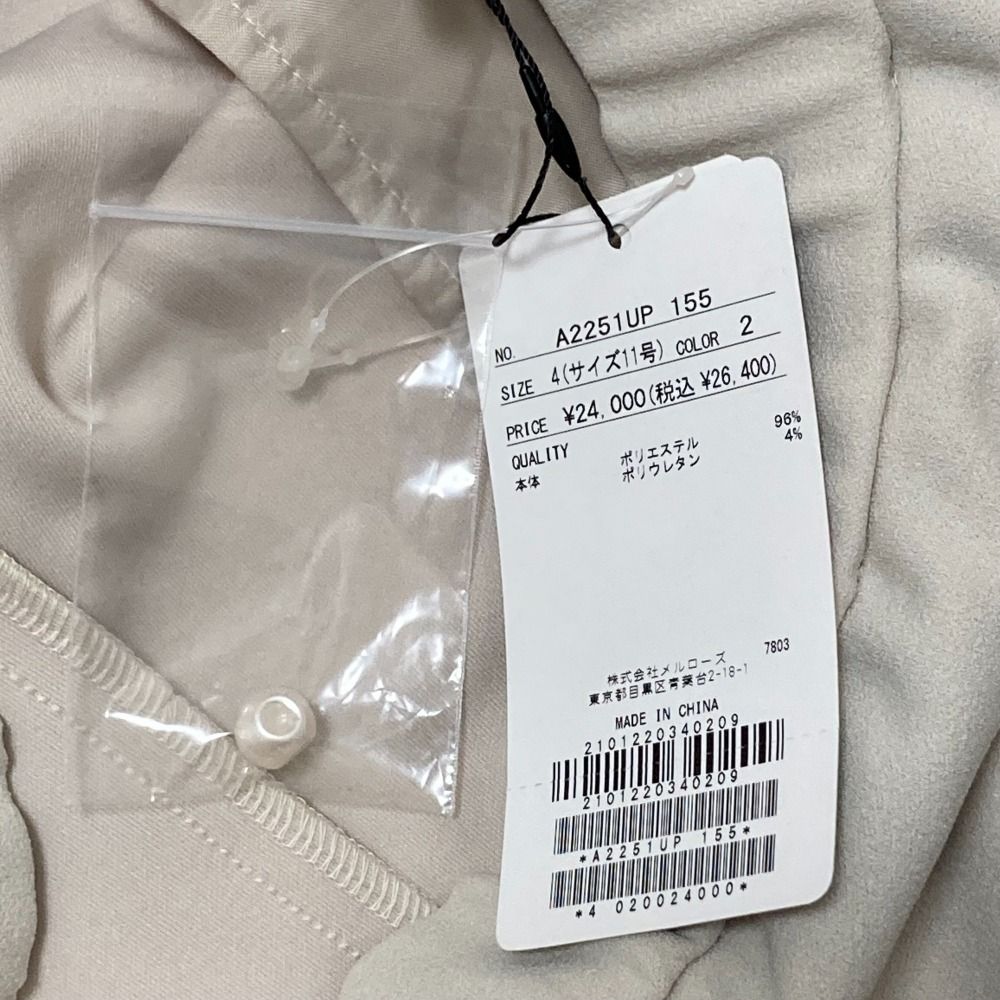 NO. A2251UP 155
SIZE 4(サイズ11号) COLOR 2
PRICE ¥24,000(税込 ¥26,400)
QUALITY
本体 ポリエステル 96%
ポリウレタン 4%
7803
株式会社メルローズ
東京都目黒区青葉台2-18-1
MADE IN CHINA
2101220340209
2101220340209
*A2251UP 155*
*4 020024000*